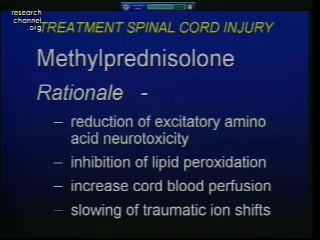 research
channel
.org
TREATMENT SPINAL CORD INJURY
Methylprednisolone
Rationale -
– reduction of excitatory amino
acid neurotoxicity
– inhibition of lipid peroxidation
– increase cord blood perfusion
– slowing of traumatic ion shifts